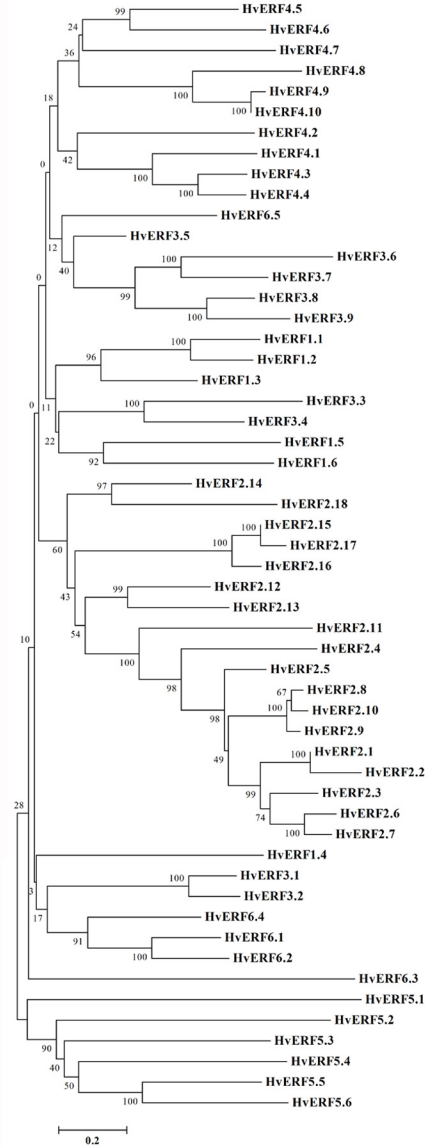 HvERF4.5
99
24
HvERF4.6
36
HvERF4.7
HvERF4.8
18
100
HvERF4.9
100
HvERF4.10
HvERF4.2
42
HvERF4.1
0
100
HvERF4.3
100
HvERF4.4
HvERF6.5
12
HvERF3.5
40
HvERF3.6
100
HvERF3.7
0
99
HvERF3.8
100
HvERF3.9
HvERF1.1
100
96
HvERF1.2
HvERF1.3
0
11
HvERF3.3
100
22
HvERF3.4
HvERF1.5
92
HvERF1.6
HvERF2.14
97
HvERF2.18
HvERF2.15
100
60
100
HvERF2.17
HvERF2.16
HvERF2.12
99
43
HvERF2.13
54
HvERF2.11
10
100
HvERF2.4
98
HvERF2.5
98
HvERF2.8
67
100
HvERF2.10
HvERF2.9
HvERF2.1
49
100
HvERF2.2
99
HvERF2.3
28
74
HvERF2.6
100
HvERF2.7
HvERF1.4
3
HvERF3.1
100
17
HvERF3.2
HvERF6.4
91
HvERF6.1
100
HvERF6.2
HvERF6.3
HvERF5.1
HvERF5.2
90
HvERF5.3
40
HvERF5.4
50
HvERF5.5
100
HvERF5.6
0.2